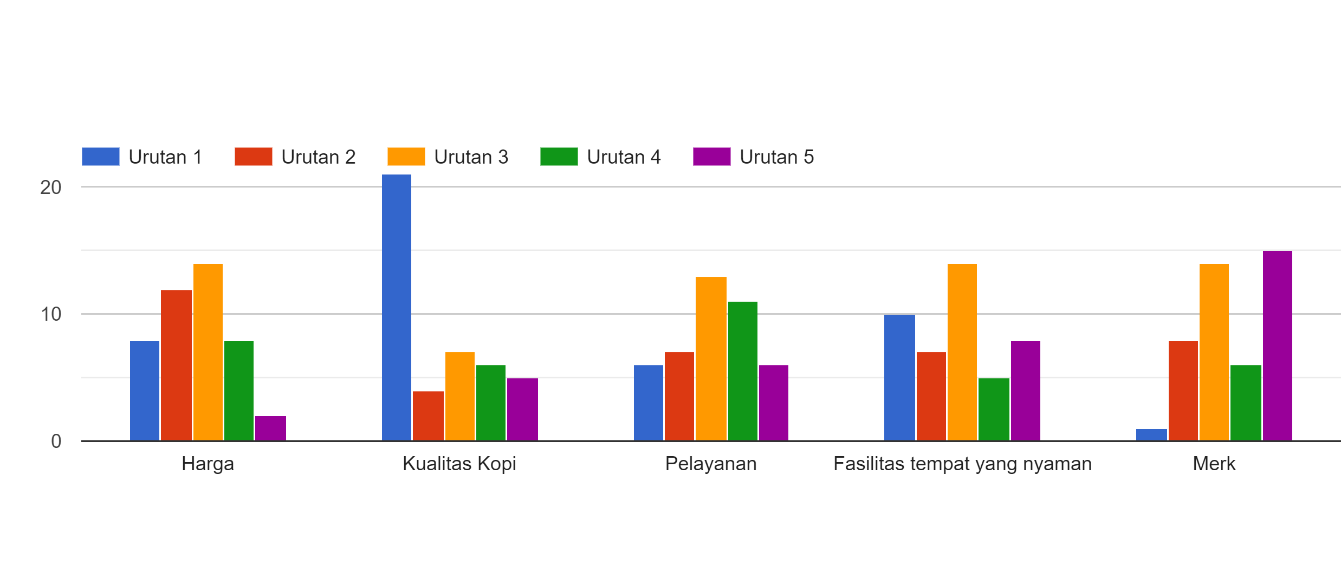 Urutan 1 Urutan 2 Urutan 3 Urutan 4 Urutan 5
20
10
0
Harga Kualitas Kopi Pelayanan Fasilitas tempat yang nyaman Merk